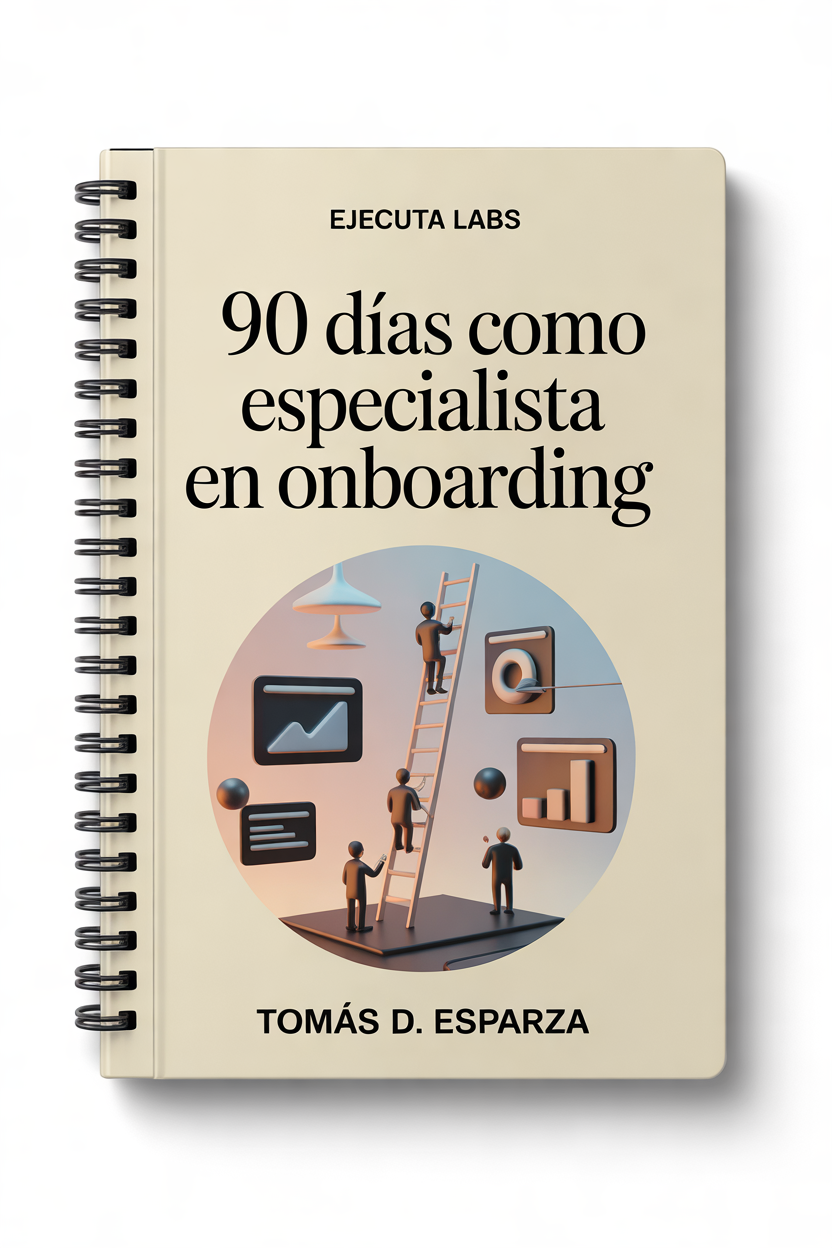 EJECUTA LABS
90 días como
especialista
en onboarding
TOMÁS D. ESPARZA